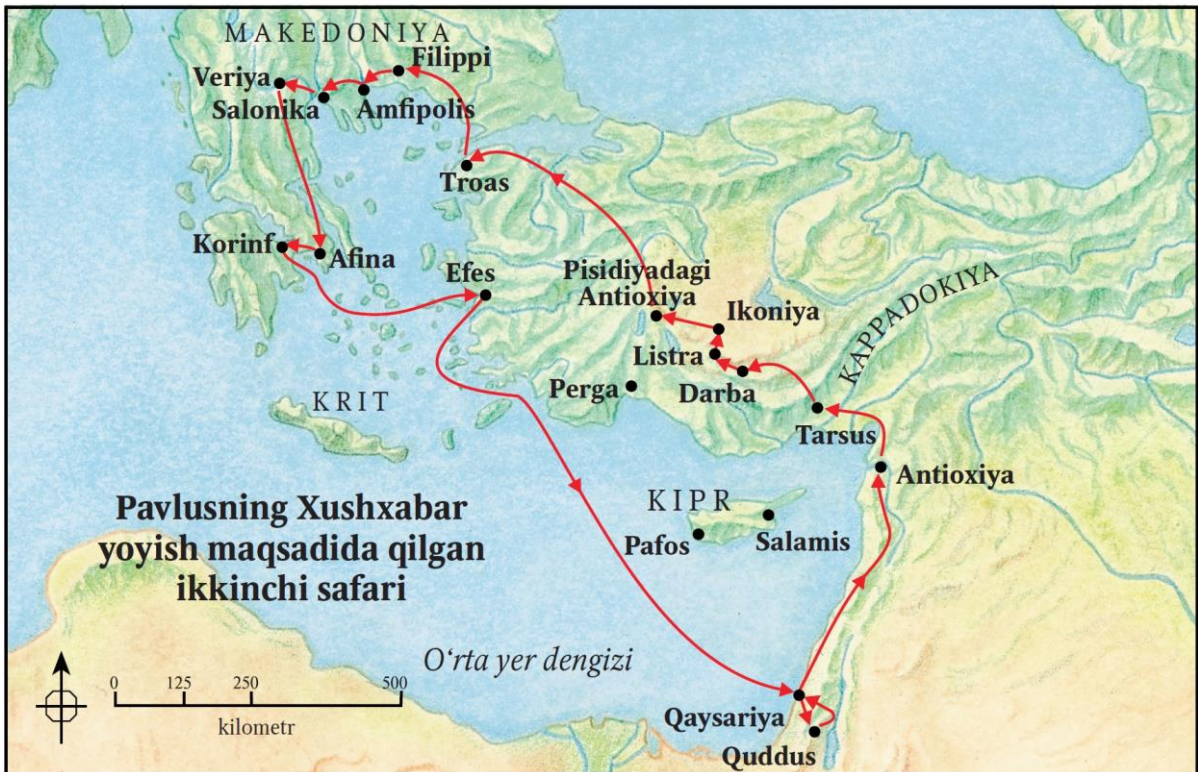 MAKEDONIYA
Filippi
Veriya
Salonika
Amfipolis
Troas
Korinf
Afina
Efes
Pisidiyadagi
Antioxiya
Ikoniya
KAPPADOKIYA
Listra
Darba
Perga
KRIT
Tarsus
Antioxiya
Pavlusning Xushxabar
yoyish maqsadida qilgan
ikkinchi safari
KIPR
Pafos
Salamis
O‘rta yer dengizi
0 125 250 500
kilometr
Qaysariya
Quddus